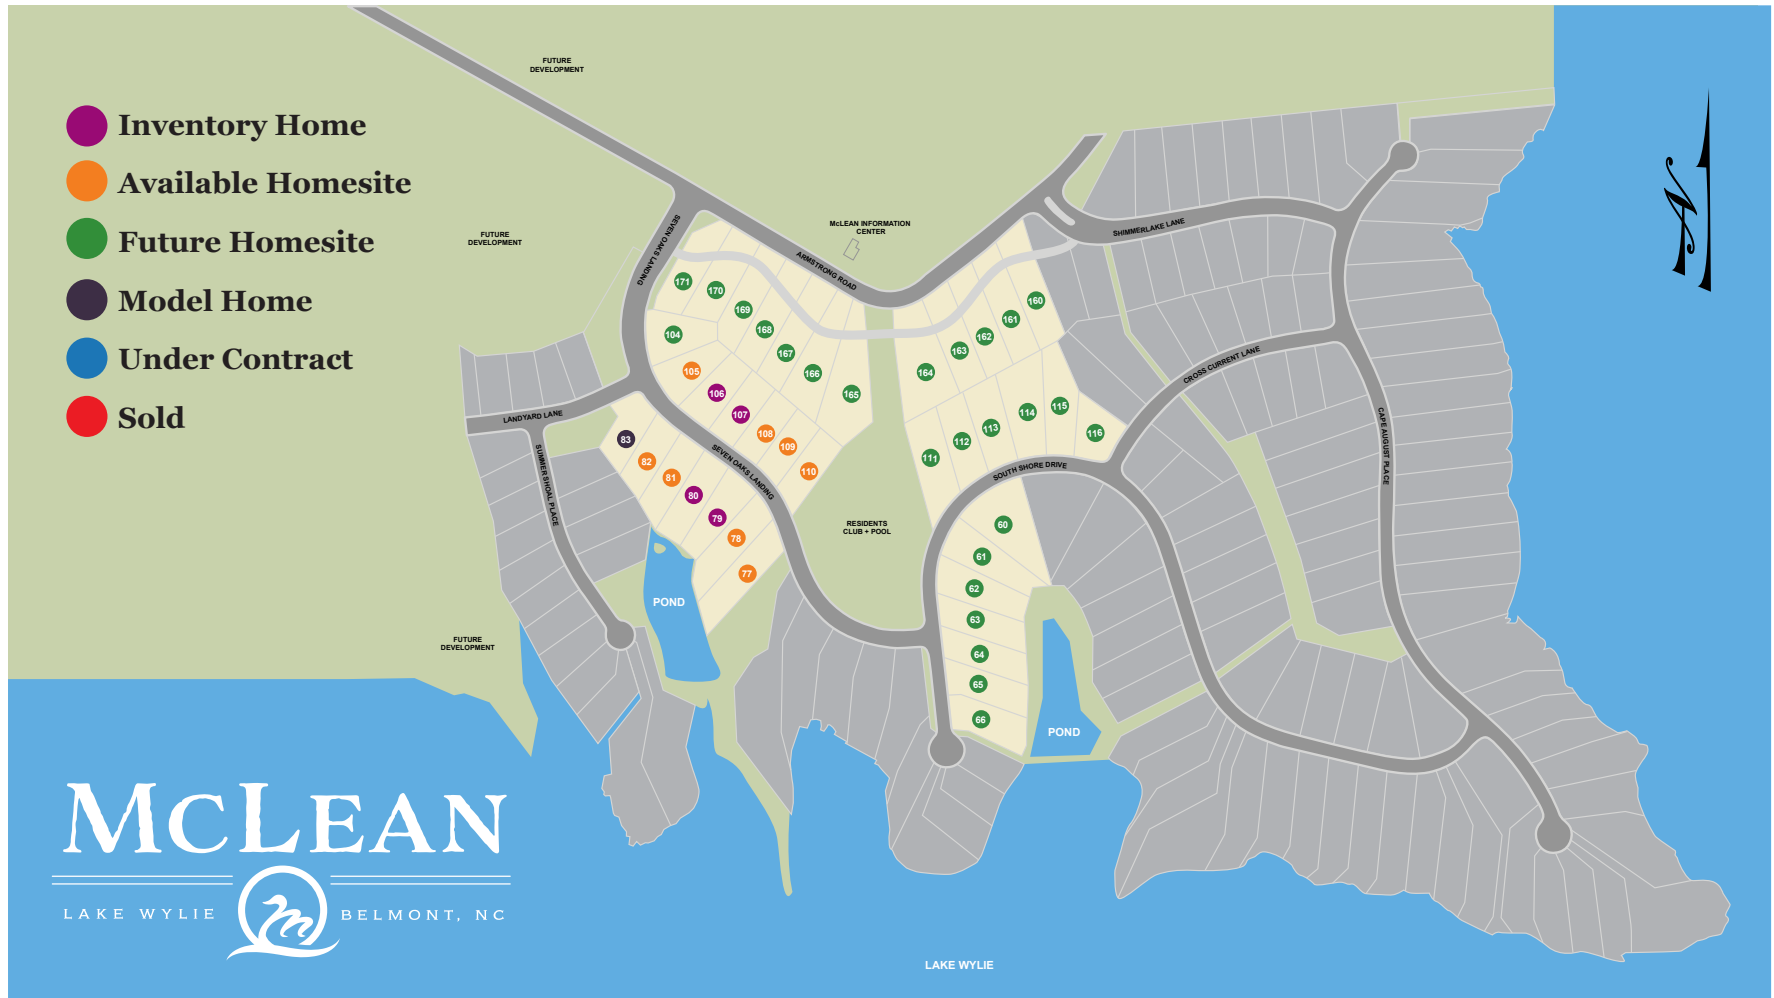 FUTURE
DEVELOPMENT
Inventory Home
Available Homesite
Future Homesite
Model Home
Under Contract
Sold
FUTURE
DEVELOPMENT
SEVEN OAKS LANDING
McLEAN INFORMATION
CENTER
ARMSTRONG ROAD
SHIMMERLAKE LANE
171
170
169
168
167
166
165
104
105
106
107
108
109
110
160
161
162
163
164
111
112
113
114
115
116
CROSS CURRENT LANE
CAPE AUGUST PLACE
LANDYARD LANE
SUMMER SHOAL PLACE
83
82
81
80
79
78
77
SEVEN OAKS LANDING
SOUTH SHORE DRIVE
RESIDENTS
CLUB + POOL
60
61
62
63
64
65
66
POND
FUTURE
DEVELOPMENT
POND
McLEAN
LAKE WYLIE
BELMONT, NC
LAKE WYLIE